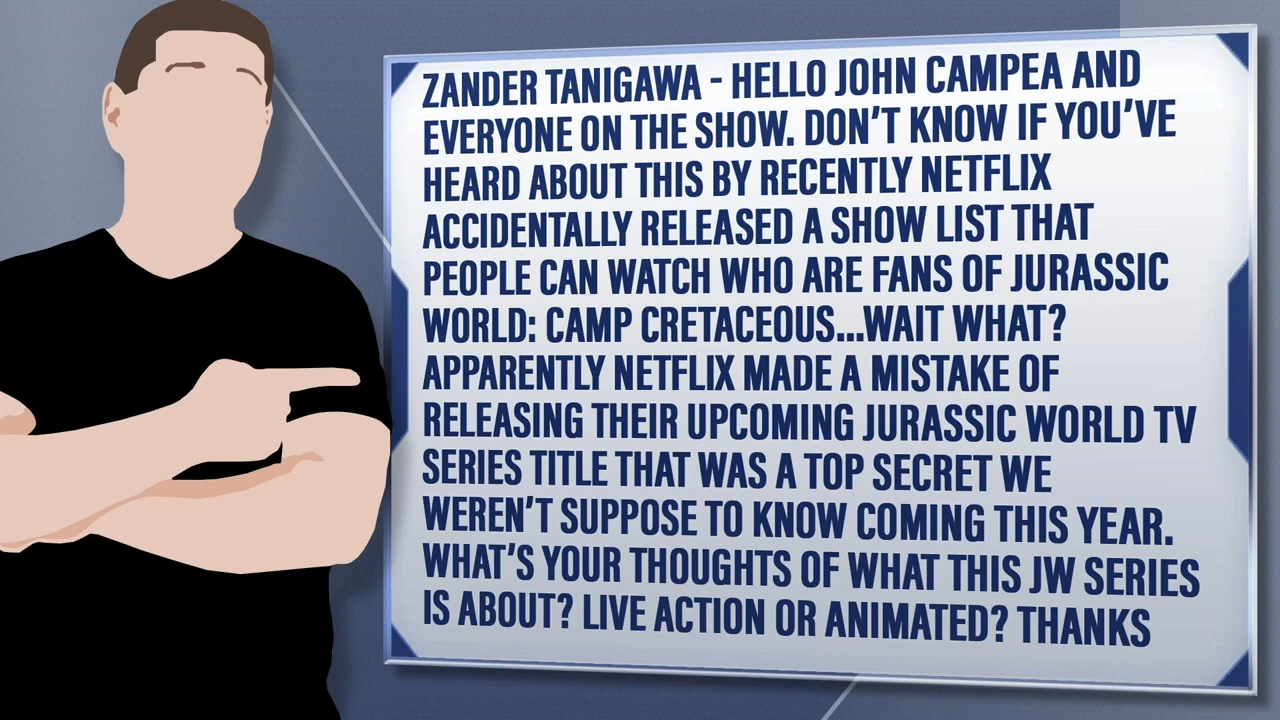 ZANDER TANIGAWA - HELLO JOHN CAMPEA AND
EVERYONE ON THE SHOW. DON'T KNOW IF YOU'VE
HEARD ABOUT THIS BY RECENTLY NETFLIX
ACCIDENTALLY RELEASED A SHOW LIST THAT
PEOPLE CAN WATCH WHO ARE FANS OF JURASSIC
WORLD: CAMP CRETACEOUS...WAIT WHAT?
APPARENTLY NETFLIX MADE A MISTAKE OF
RELEASING THEIR UPCOMING JURASSIC WORLD TV
SERIES TITLE THAT WAS A TOP SECRET WE
WEREN'T SUPPOSE TO KNOW COMING THIS YEAR.
WHAT'S YOUR THOUGHTS OF WHAT THIS JW SERIES
IS ABOUT? LIVE ACTION OR ANIMATED? THANKS